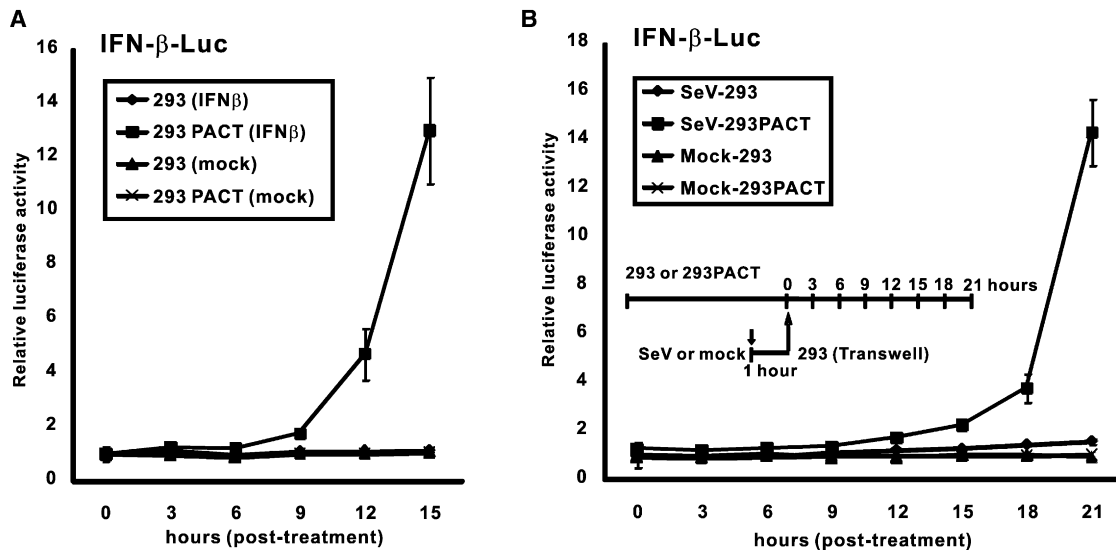 A
IFN-β-Luc
Relative luciferase activity
16
14
12
10
8
6
4
2
0
293 (IFNβ)
293 PACT (IFNβ)
293 (mock)
293 PACT (mock)
0 3 6 9 12 15
hours (post-treatment)
B
IFN-β-Luc
Relative luciferase activity
18
16
14
12
10
8
6
4
2
0
SeV-293
SeV-293PACT
Mock-293
Mock-293PACT
293 or 293PACT
0 3 6 9 12 15 18 21 hours
SeV or mock
1 hour
293 (Transwell)
0 3 6 9 12 15 18 21
hours (post-treatment)